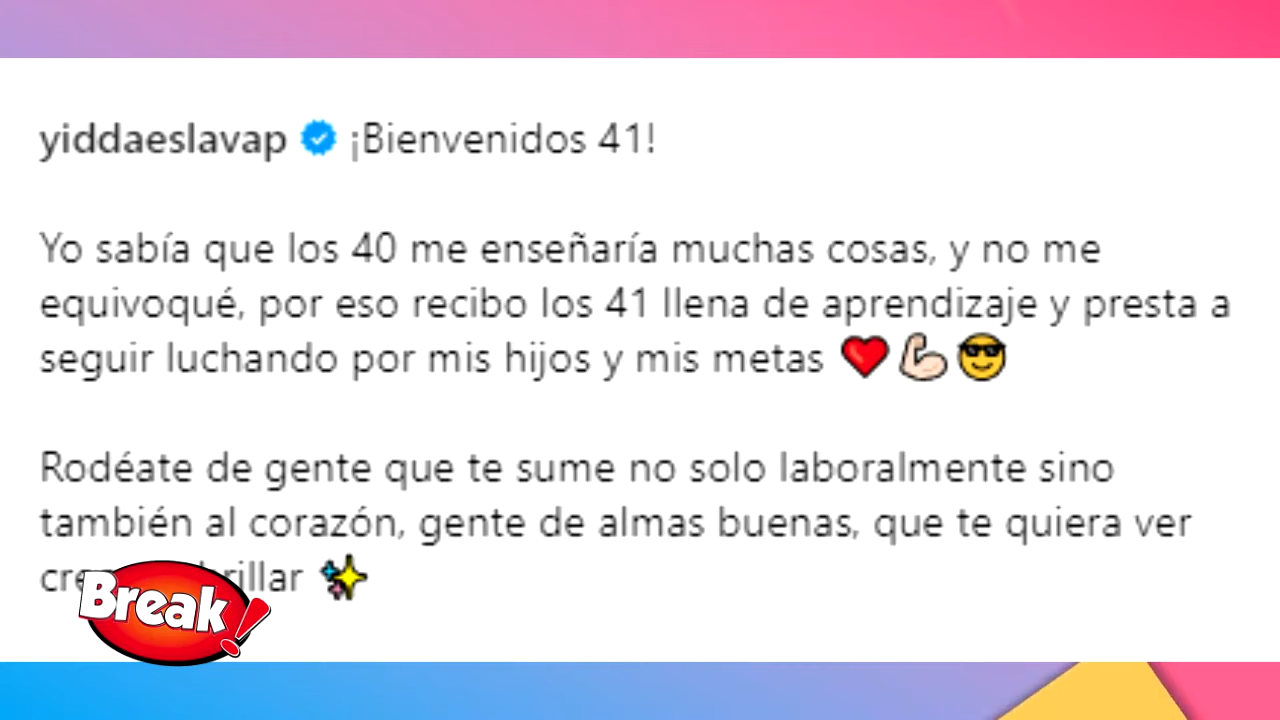 yiddaeslavap ¡Bienvenidos 41!
Yo sabía que los 40 me enseñaría muchas cosas, y no me
equivoqué, por eso recibo los 41 llena de aprendizaje y presta a
seguir luchando por mis hijos y mis metas ❤️💪🏻😎
Rodéate de gente que te sume no solo laboralmente sino
también al corazón, gente de almas buenas, que te quiera ver
✨
Break!